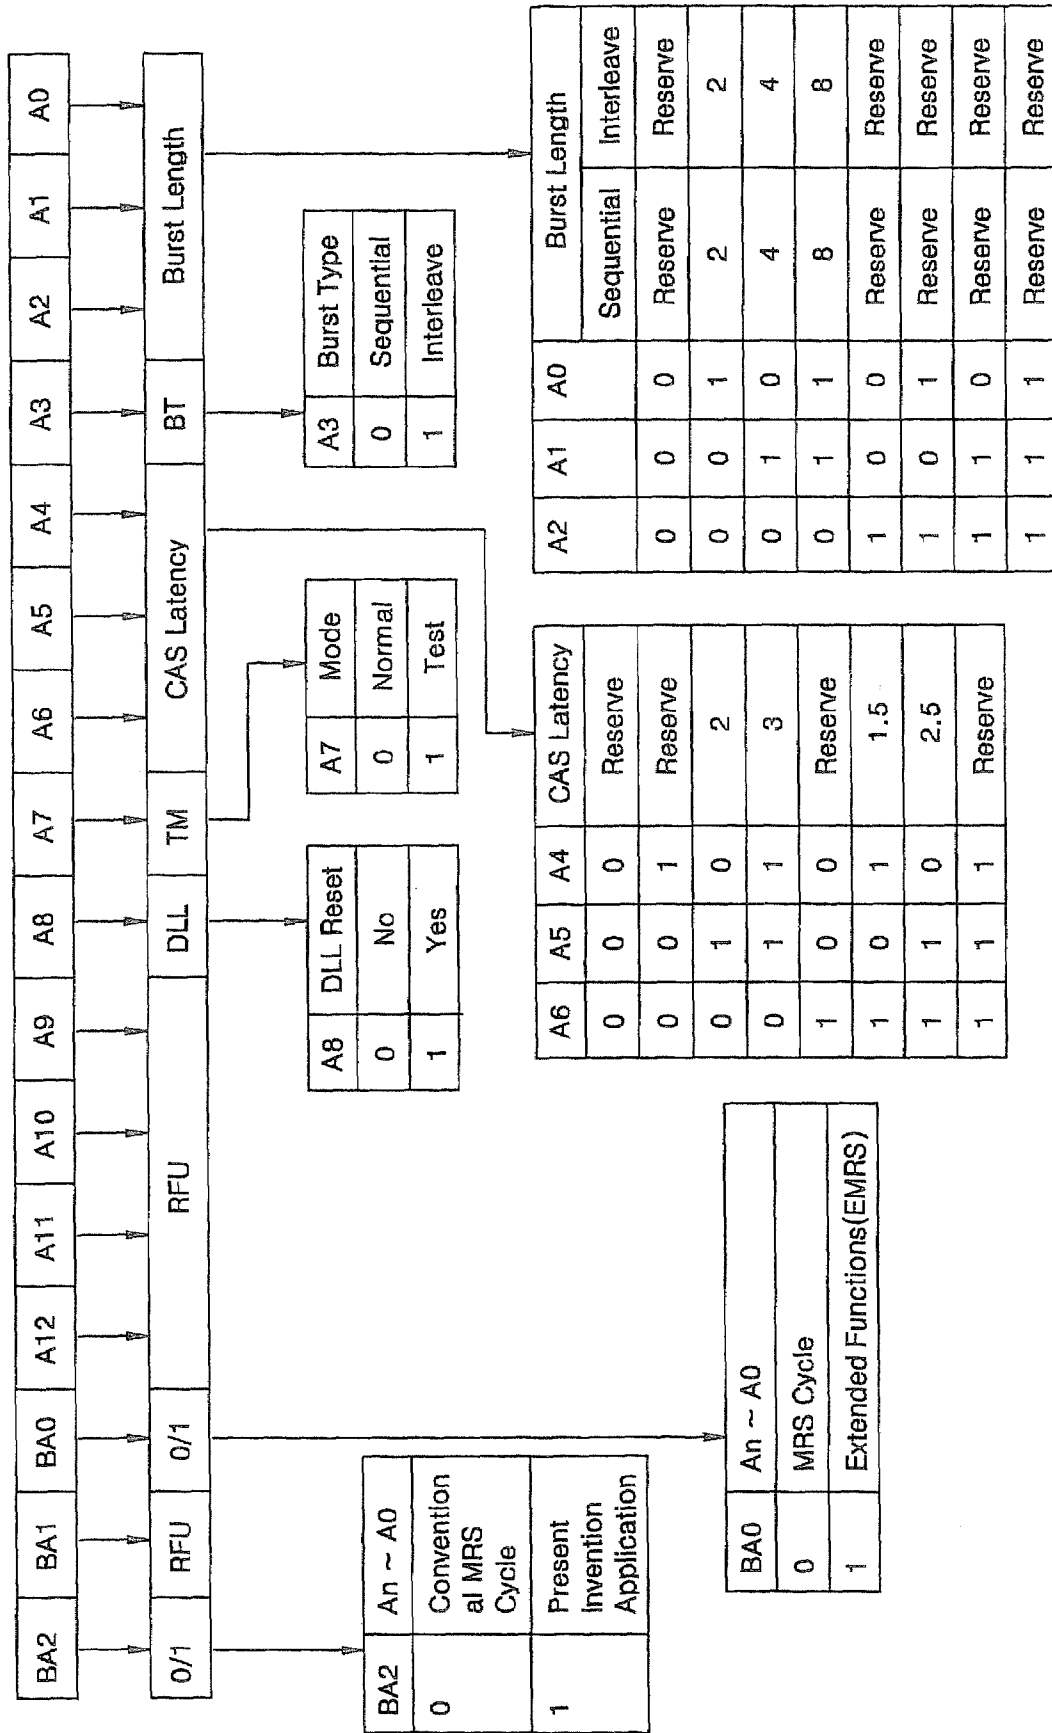 BA2 BA1 BA0 A12 A11 A10 A9 A8 A7 A6 A5 A4 A3 A2 A1 A0
0/1 RFU 0/1 RFU DLL TM CAS Latency BT Burst Length
BA2 An ~ A0
0 Convention
al MRS
Cycle
1 Present
Invention
Application
BA0 An ~ A0
0 MRS Cycle
1 Extended Functions(EMRS)
A8 DLL Reset
0 No
1 Yes
A7 Mode
0 Normal
1 Test
A3 Burst Type
0 Sequential
1 Interleave
A6 A5 A4 CAS Latency
0 0 0 Reserve
0 0 1 Reserve
0 1 0 2
0 1 1 3
1 0 0 Reserve
1 0 1 1.5
1 1 0 2.5
1 1 1 Reserve
A2 A1 A0 Burst Length
Sequential Interleave
0 0 0 Reserve Reserve
0 0 1 2 2
0 1 0 4 4
0 1 1 8 8
1 0 0 Reserve Reserve
1 0 1 Reserve Reserve
1 1 0 Reserve Reserve
1 1 1 Reserve Reserve